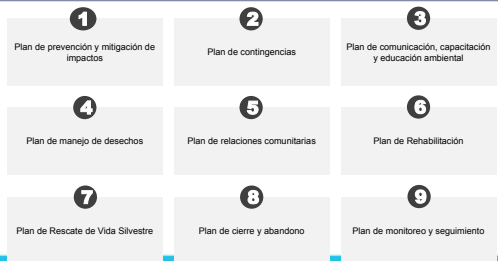 1
Plan de prevención y mitigación de
impactos
2
Plan de contingencias
3
Plan de comunicación, capacitación
y educación ambiental
4
Plan de manejo de desechos
5
Plan de relaciones comunitarias
6
Plan de Rehabilitación
7
Plan de Rescate de Vida Silvestre
8
Plan de cierre y abandono
9
Plan de monitoreo y seguimiento